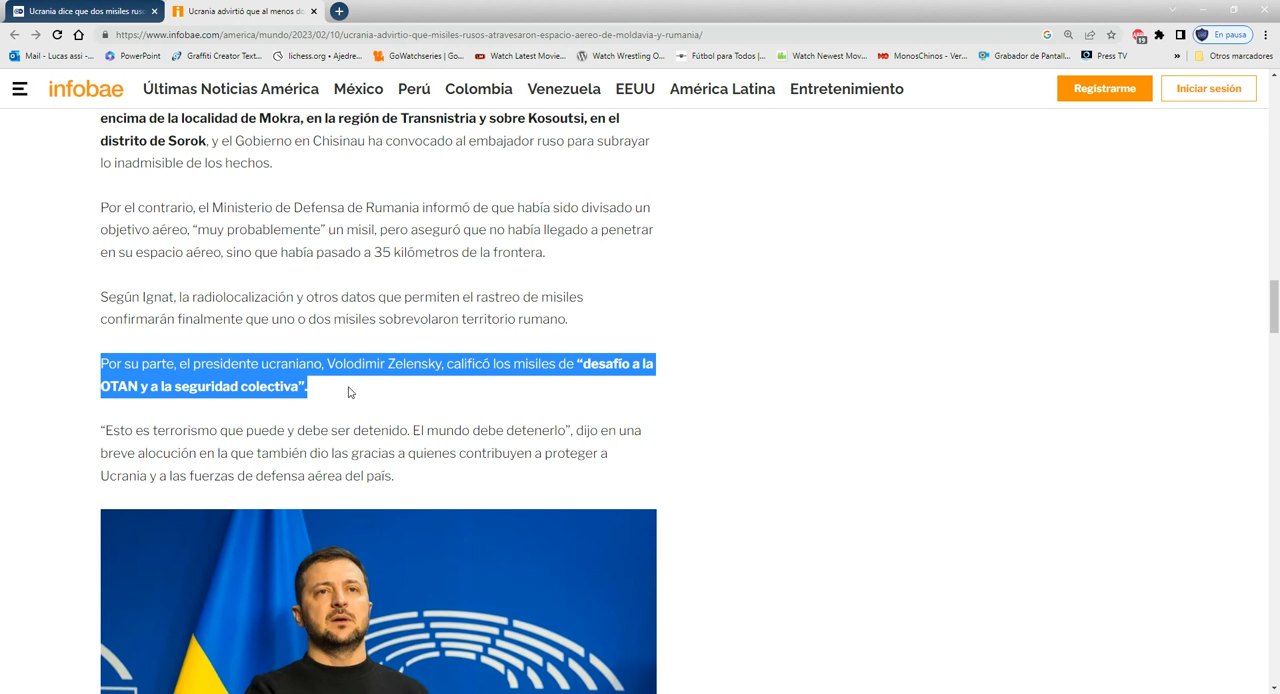 Ucrania dice que dos misiles ruso
Ucrania advirtió que al menos do
https://www.infobae.com/america/mundo/2023/02/10/ucrania-advirtio-que-misiles-rusos-atravesaron-espacio-aereo-de-moldavia-y-rumania/
19
En pausa
Mail - Lucas assi -...
PowerPoint
Graffiti Creator Text...
lichess.org • Ajedre...
GoWatchseries | Go...
Watch Latest Movie...
Watch Wrestling O...
Fútbol para Todos |...
Watch Newest Mov...
MonosChinos - Ver...
Grabador de Pantall...
Press TV
»
Otros marcadores
infobae
Últimas Noticias América
México
Perú
Colombia
Venezuela
EEUU
América Latina
Entretenimiento
Registrarme
Iniciar sesión
encima de la localidad de Mokra, en la región de Transnistria y sobre Kosoutsi, en el
distrito de Sorok, y el Gobierno en Chisinau ha convocado al embajador ruso para subrayar
lo inadmisible de los hechos.
Por el contrario, el Ministerio de Defensa de Rumania informó de que había sido divisado un
objetivo aéreo, “muy probablemente” un misil, pero aseguró que no había llegado a penetrar
en su espacio aéreo, sino que había pasado a 35 kilómetros de la frontera.
Según Ignat, la radiolocalización y otros datos que permiten el rastreo de misiles
confirmarán finalmente que uno o dos misiles sobrevolaron territorio rumano.
Por su parte, el presidente ucraniano, Volodimir Zelensky, calificó los misiles de “desafío a la
OTAN y a la seguridad colectiva”.
“Esto es terrorismo que puede y debe ser detenido. El mundo debe detenerlo”, dijo en una
breve alocución en la que también dio las gracias a quienes contribuyen a proteger a
Ucrania y a las fuerzas de defensa aérea del país.